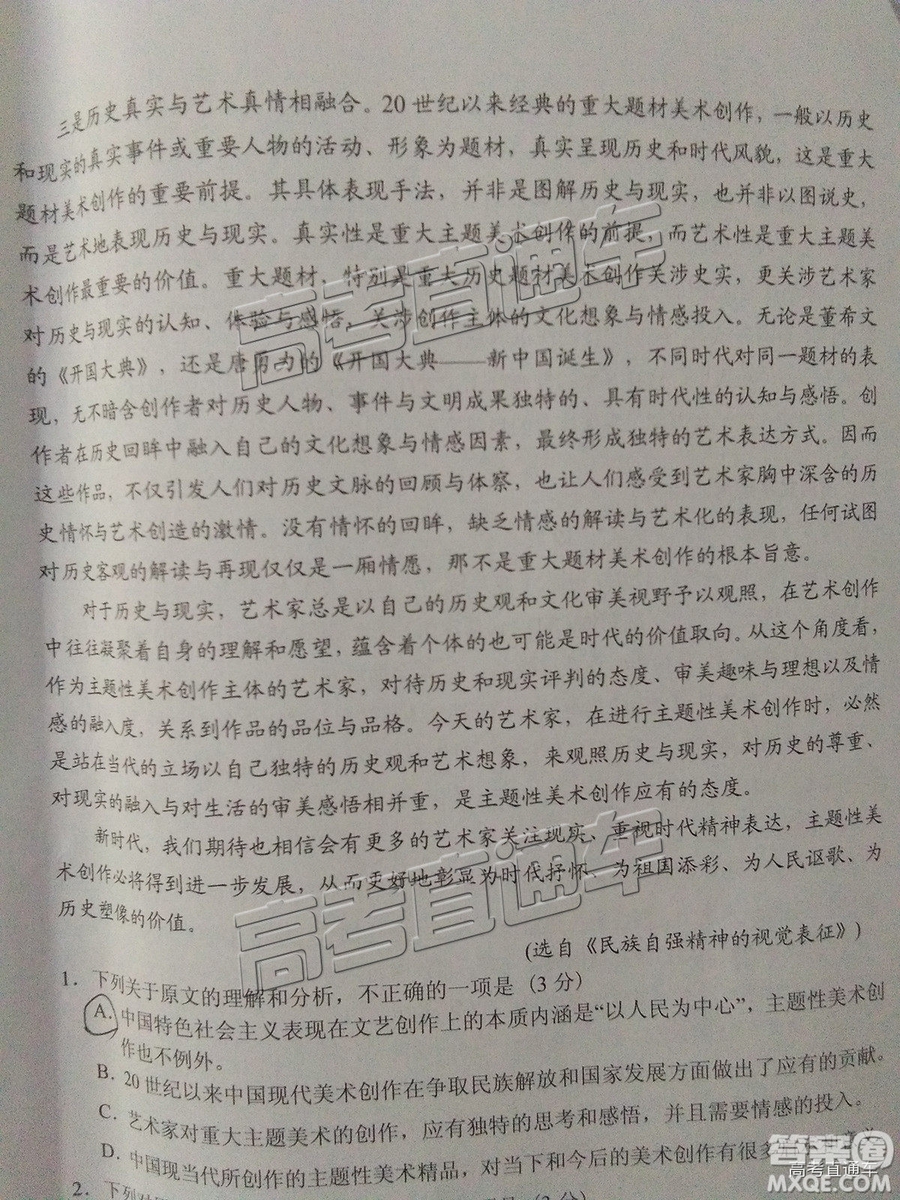 三是历史真实与艺术真情相融合。20世纪以来经典的重大题材美术创作，一般以历史
和现实的真实事件或重要人物的活动、形象为题材，真实呈现历史和时代风貌，这是重大
题材美术创作的重要前提。其具体表现手法，并非是图解历史与现实，也并非以图说史，
而是艺术地表现历史与现实。真实性是重大主题美术创作的前提，而艺术性是重大主题美
术创作最重要的价值。重大题材，特别是重大历史题材美术创作关涉史实，更关涉艺术家
对历史与现实的认知、体验与感悟，关涉创作主体的文化想象与情感投入。无论是董希文
的《开国大典》，还是唐勇力的《开国大典——新中国诞生》，不同时代对同一题材的表
现，无不暗含创作者对历史人物、事件与文明成果独特的、具有时代性的认知与感悟。创
作者在历史回眸中融入自己的文化想象与情感因素，最终形成独特的艺术表达方式。因而
这些作品，不仅引发人们对历史文脉的回顾与体察，也让人们感受到艺术家胸中深含的历
史情怀与艺术创造的激情。没有情怀的回眸，缺乏情感的解读与艺术化的表现，任何试图
对历史客观的解读与再现仅仅是一厢情愿，那不是重大题材美术创作的根本旨意。
对于历史与现实，艺术家总是以自己的历史观和文化审美视野予以观照，在艺术创作
中往往凝聚着自身的理解和愿望，蕴含着个体的也可能是时代的价值取向。从这个角度看，
作为主题性美术创作主体的艺术家，对待历史和现实评判的态度、审美趣味与理想以及情
感的融入度，关系到作品的品位与品格。今天的艺术家，在进行主题性美术创作时，必然
是站在当代的立场以自己独特的历史观和艺术想象，来观照历史与现实，对历史的尊重、
对现实的融入与对生活的审美感悟相并重，是主题性美术创作应有的态度。
新时代，我们期待也相信会有更多的艺术家关注现实、重视时代精神表达，主题性美
术创作必将得到进一步发展，从而更好地彰显为时代抒怀、为祖国添彩、为人民讴歌、为
历史塑像的价值。
(选自《民族自强精神的视觉表征》)
1．下列关于原文的理解和分析，不正确的一项是（3分）
A．中国特色社会主义表现在文艺创作上的本质内涵是“以人民为中心”，主题性美术创
作也不例外。
B．20世纪以来中国现代美术创作在争取民族解放和国家发展方面做出了应有的贡献。
C．艺术家对重大主题美术的创作，应有独特的思考和感悟，并且需要情感的投入。
D．中国现当代所创作的主题性美术精品，对当下和今后的美术创作有很多
2．下列对
高考直通车
高考直通车
答案圈
MXQE.COM
高考直通车